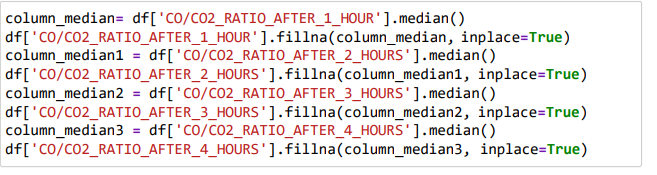 column_median= df['CO/CO2_RATIO_AFTER_1_HOUR'].median()
df['CO/CO2_RATIO_AFTER_1_HOUR'].fillna(column_median, inplace=True)
column_median1 = df['CO/CO2_RATIO_AFTER_2_HOURS'].median()
df['CO/CO2_RATIO_AFTER_2_HOURS'].fillna(column_median1, inplace=True)
column_median2 = df['CO/CO2_RATIO_AFTER_3_HOURS'].median()
df['CO/CO2_RATIO_AFTER_3_HOURS'].fillna(column_median2, inplace=True)
column_median3 = df['CO/CO2_RATIO_AFTER_4_HOURS'].median()
df['CO/CO2_RATIO_AFTER_4_HOURS'].fillna(column_median3, inplace=True)